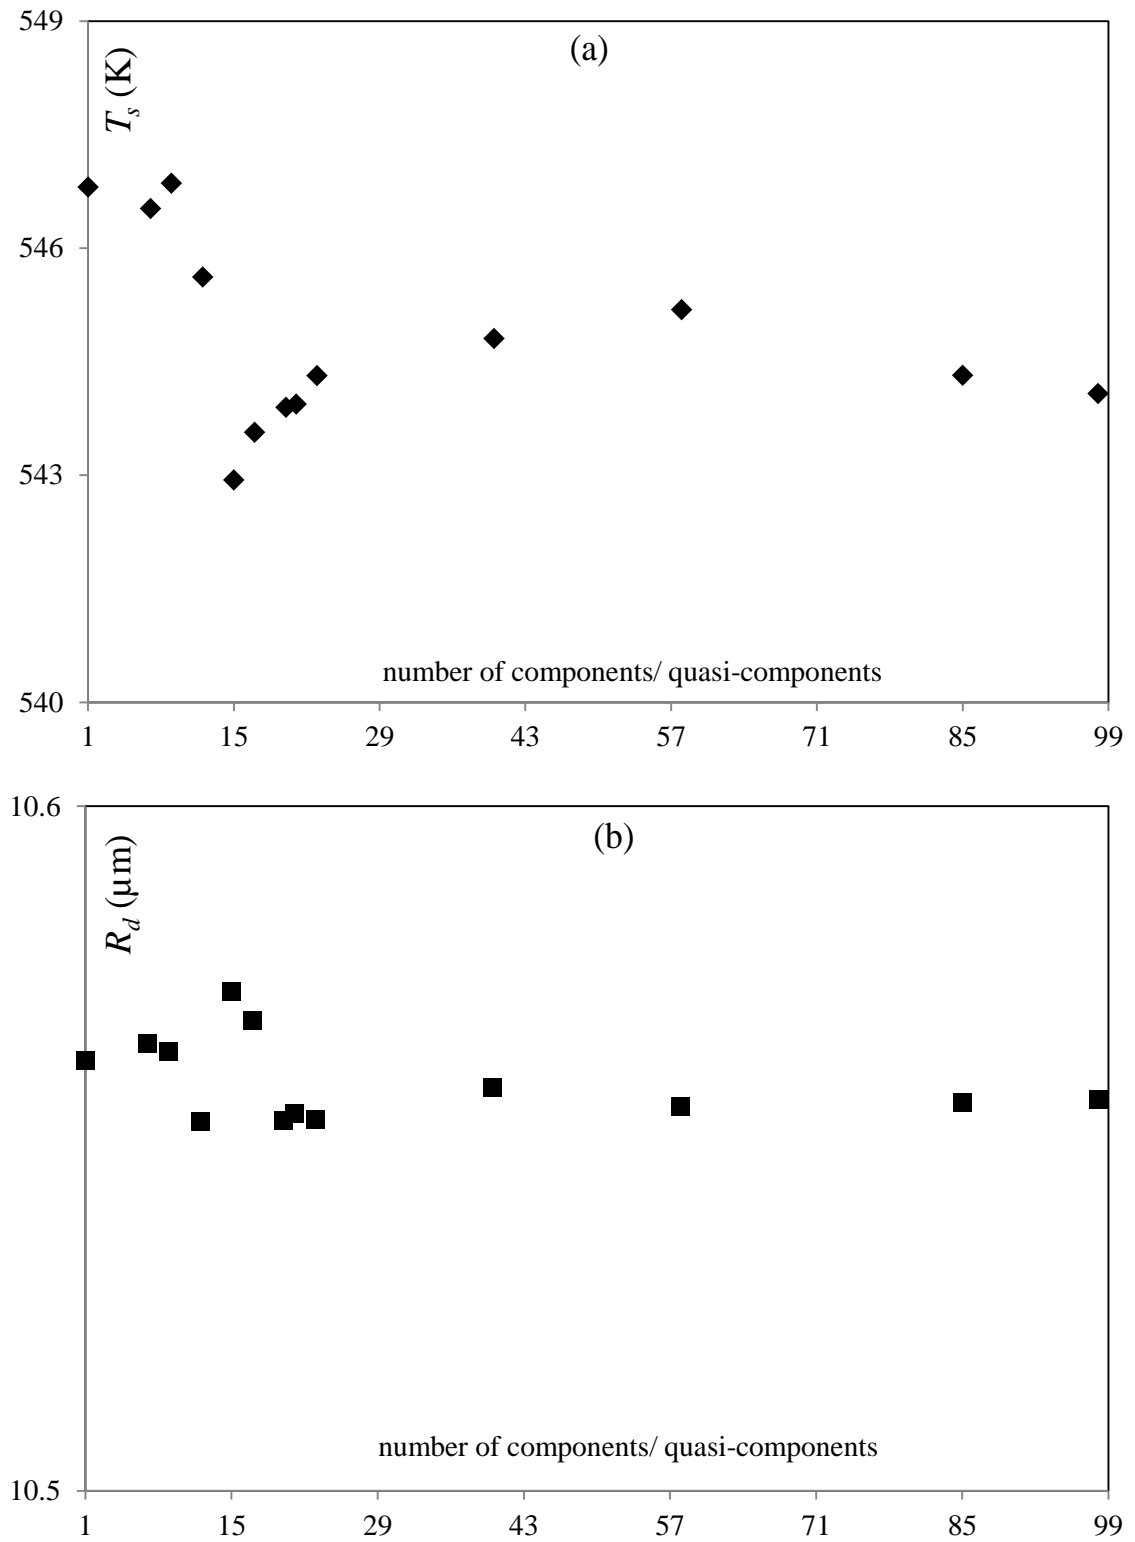 549
(a)
T_s (K)
546
543
number of components/ quasi-components
540
1 15 29 43 57 71 85 99
10.6
(b)
R_d (μm)
number of components/ quasi-components
10.5
1 15 29 43 57 71 85 99